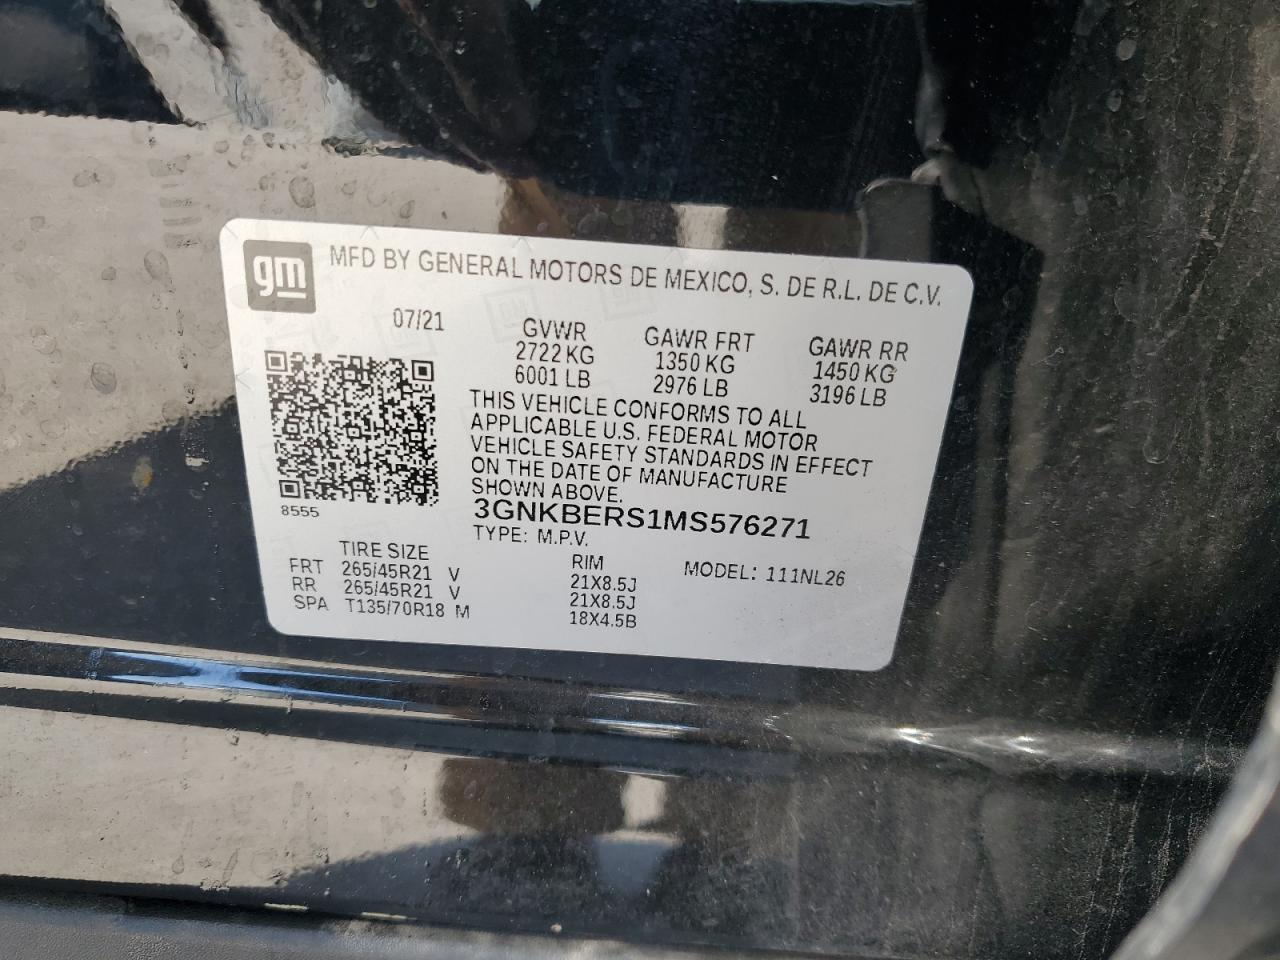 gm
MFD BY GENERAL MOTORS DE MEXICO, S. DE R.L. DE C.V.
07/21
GVWR
2722 KG
6001 LB
GAWR FRT
1350 KG
2976 LB
GAWR RR
1450 KG
3196 LB
THIS VEHICLE CONFORMS TO ALL
APPLICABLE U.S. FEDERAL MOTOR
VEHICLE SAFETY STANDARDS IN EFFECT
ON THE DATE OF MANUFACTURE
SHOWN ABOVE.
8555
3GNKBERS1MS576271
TYPE: M.P.V.
MODEL: 111NL26
TIRE SIZE RIM
FRT 265/45R21 V 21X8.5J
RR 265/45R21 V 21X8.5J
SPA T135/70R18 M 18X4.5B